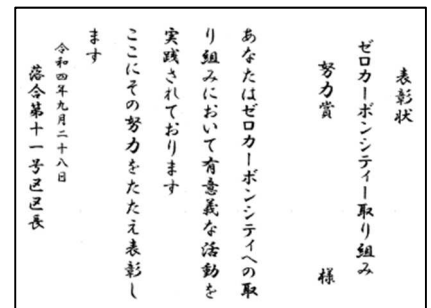 表彰状
ゼロカーボンシティー取り組み
努力賞
様
あなたはゼロカーボンシティへの取
り組みにおいて有意義な活動を
実践されております
ここにその努力をたたえ表彰し
ます
令和四年九月二十八日
落合第十一号区区長